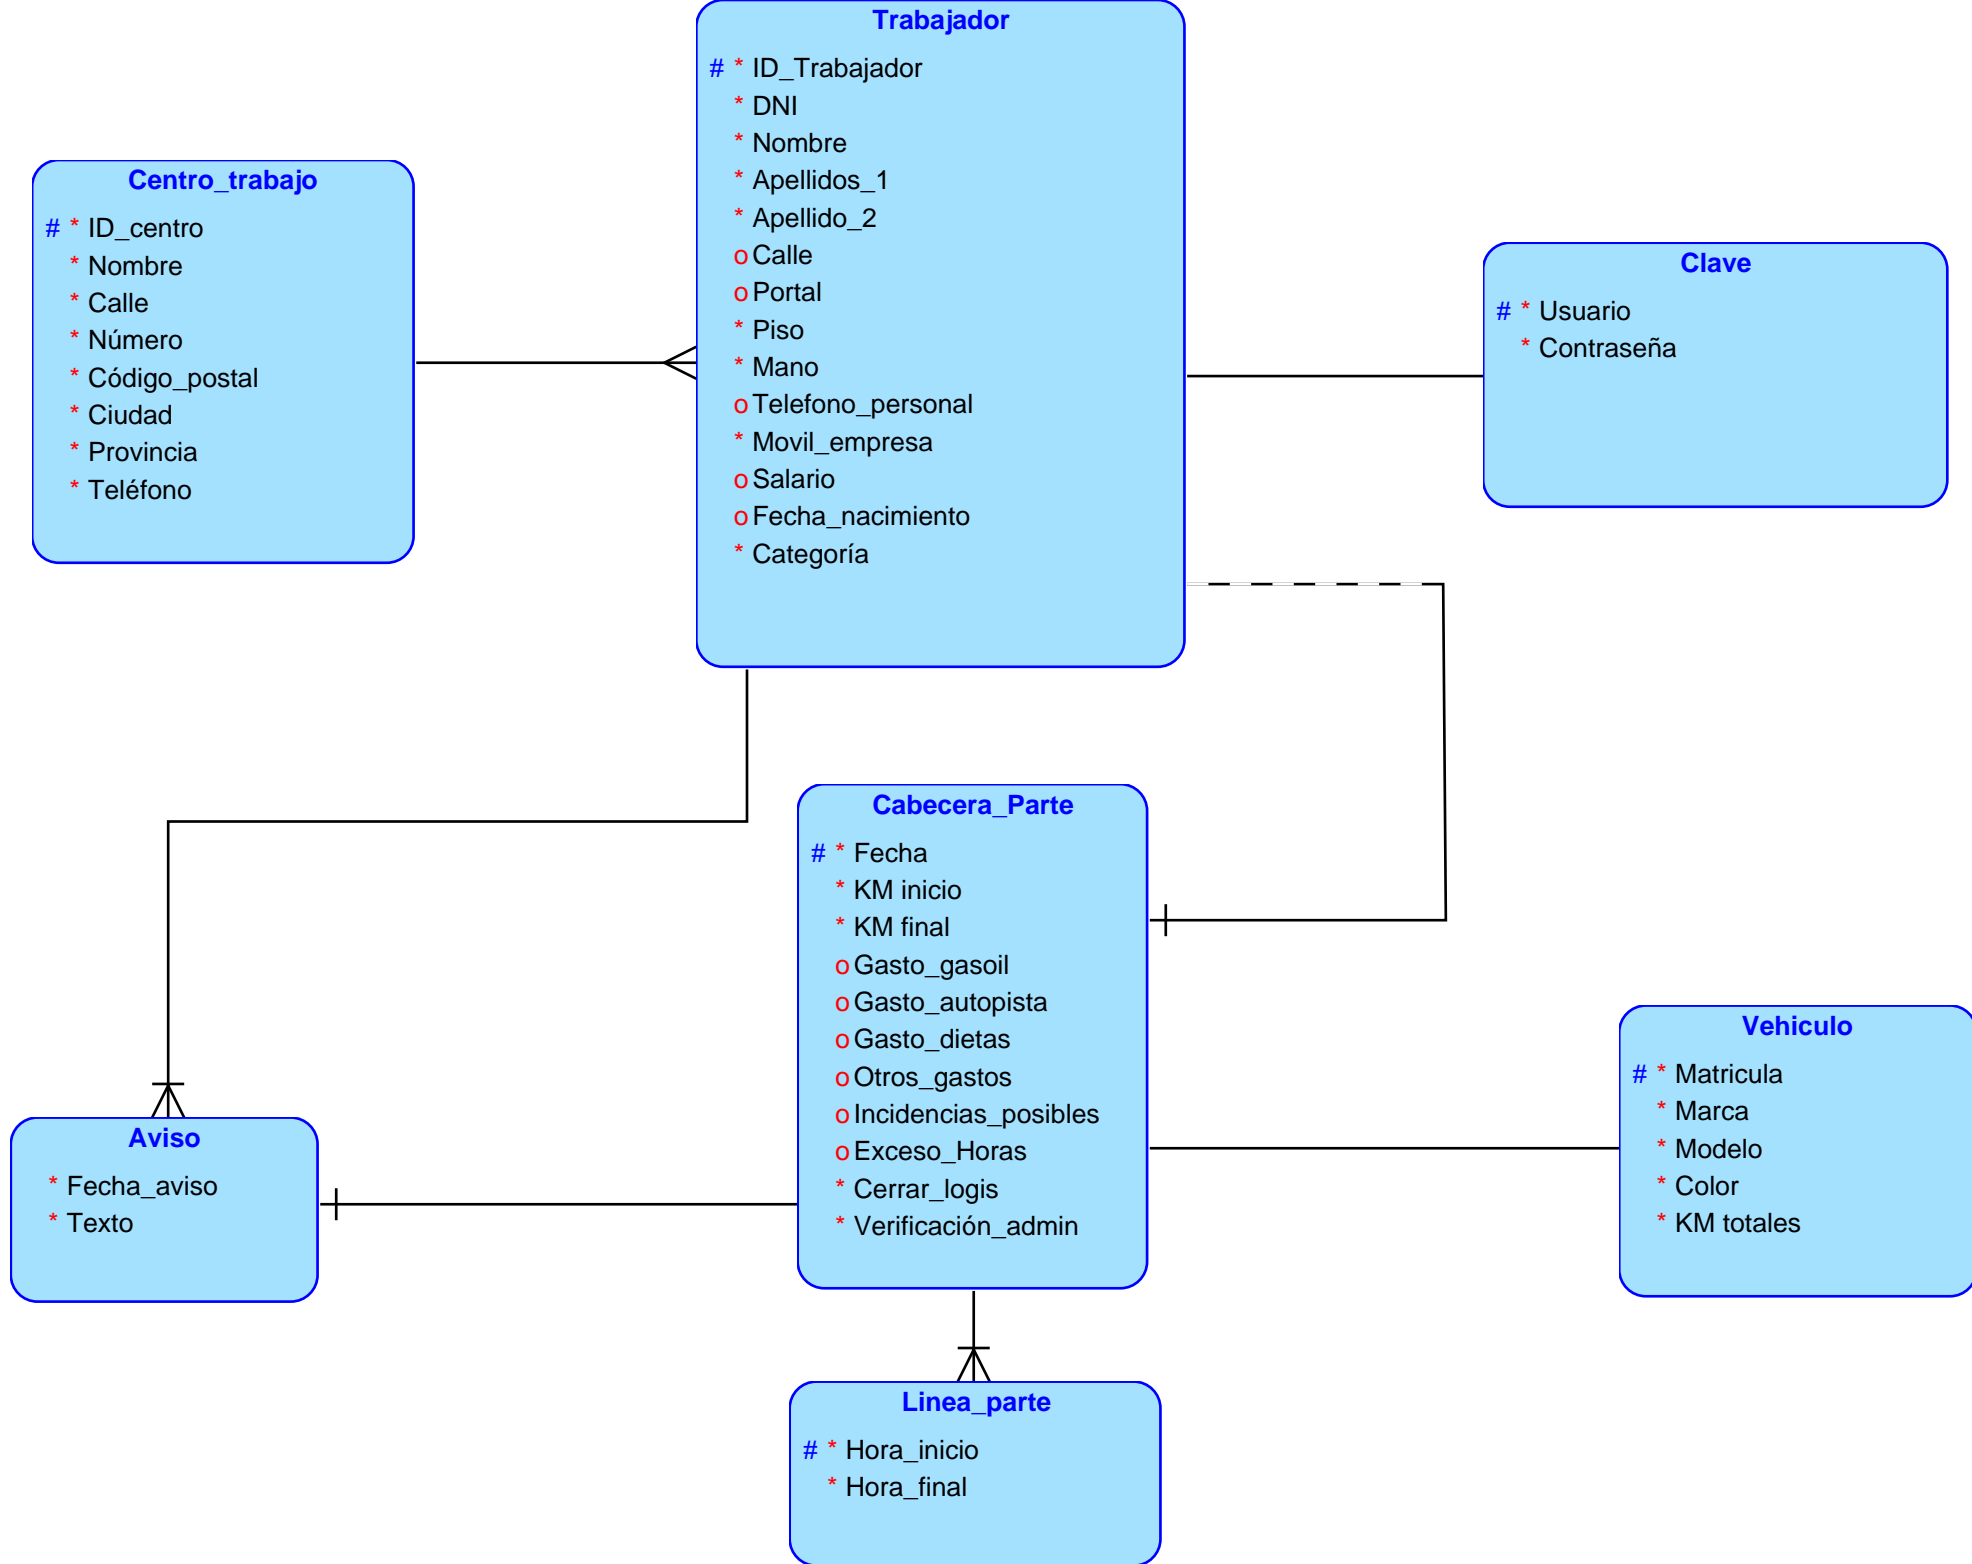 Trabajador
# * ID_Trabajador
* DNI
* Nombre
* Apellidos_1
* Apellido_2
o Calle
o Portal
* Piso
* Mano
o Telefono_personal
* Movil_empresa
o Salario
o Fecha_nacimiento
* Categoría
Centro_trabajo
# * ID_centro
* Nombre
* Calle
* Número
* Código_postal
* Ciudad
* Provincia
* Teléfono
Clave
# * Usuario
* Contraseña
Cabecera_Parte
# * Fecha
* KM inicio
* KM final
o Gasto_gasoil
o Gasto_autopista
o Gasto_dietas
o Otros_gastos
o Incidencias_posibles
o Exceso_Horas
* Cerrar_logis
* Verificación_admin
Vehiculo
# * Matricula
* Marca
* Modelo
* Color
* KM totales
Aviso
* Fecha_aviso
* Texto
Linea_parte
# * Hora_inicio
* Hora_final